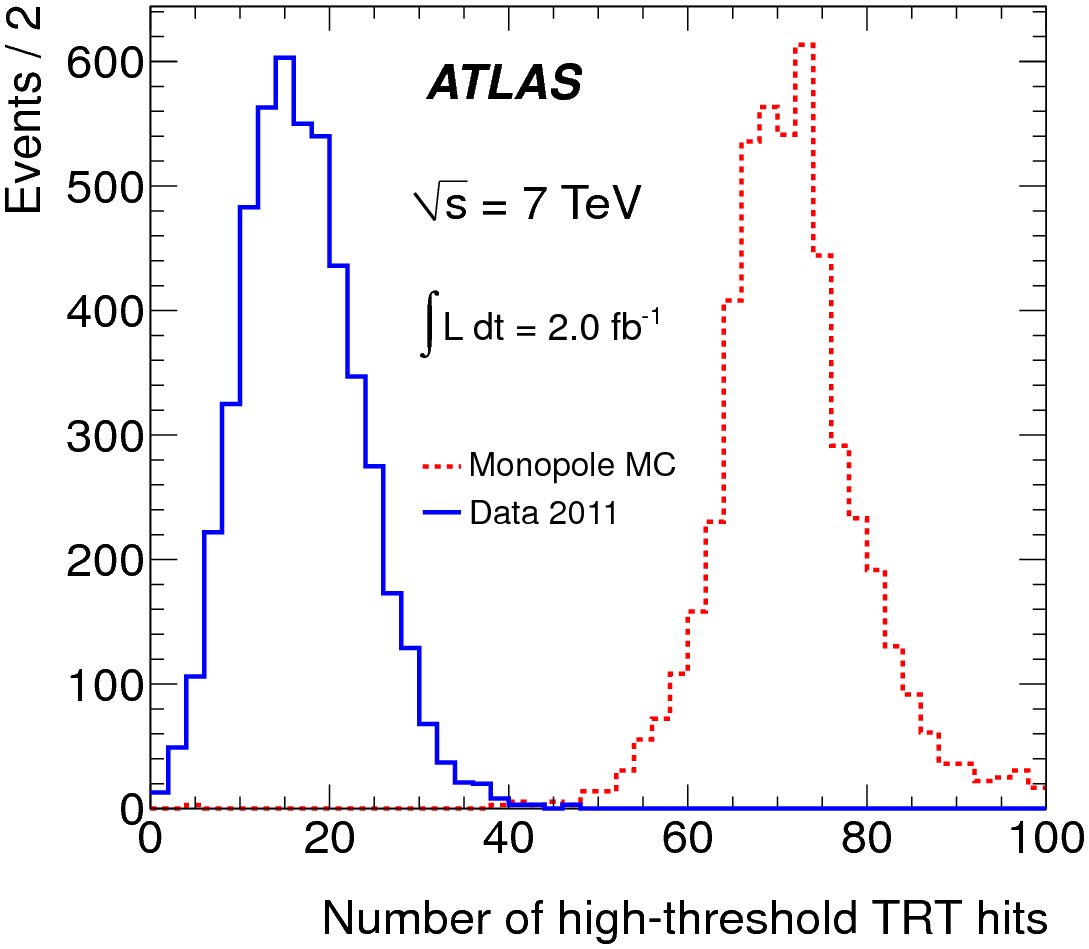 Events / 2
600
500
400
300
200
100
0
ATLAS
√s = 7 TeV
∫L dt = 2.0 fb⁻¹
Monopole MC
Data 2011
0 20 40 60 80 100
Number of high-threshold TRT hits